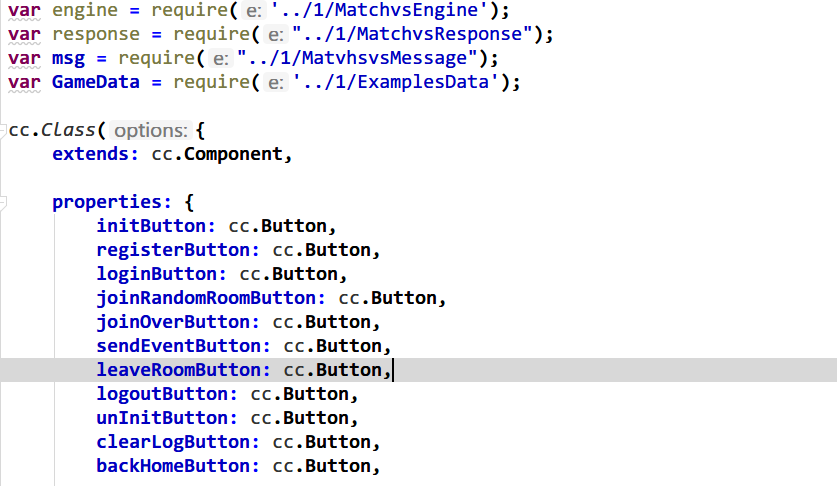 var engine = require( e: '../1/MatchvsEngine');
var response = require( e: "../1/MatchvsResponse");
var msg = require( e: "../1/MatvhsvsMessage");
var GameData = require( e: '../1/ExamplesData');
cc.Class( options: {
extends: cc.Component,
properties: {
initButton: cc.Button,
registerButton: cc.Button,
loginButton: cc.Button,
joinRandomRoomButton: cc.Button,
joinOverButton: cc.Button,
sendEventButton: cc.Button,
leaveRoomButton: cc.Button,
logoutButton: cc.Button,
unInitButton: cc.Button,
clearLogButton: cc.Button,
backHomeButton: cc.Button,